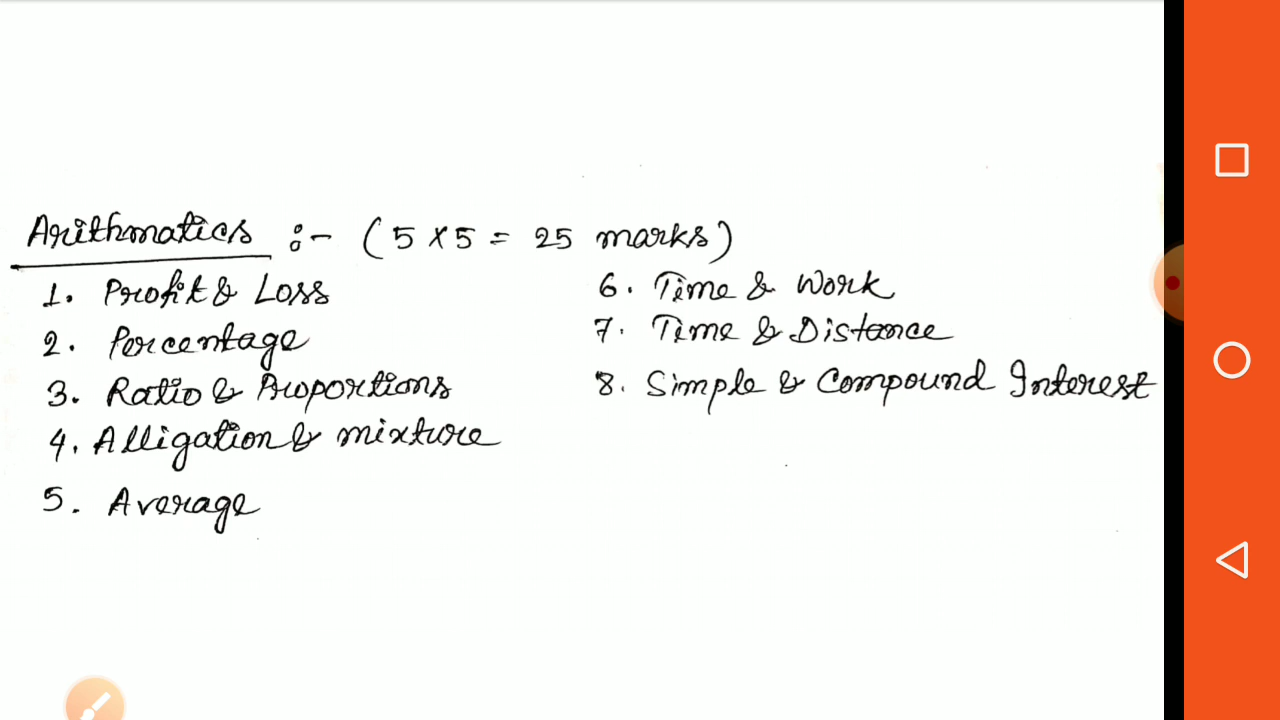 Arithmatics :- (5 x 5 = 25 marks)
1. Profit & Loss
2. Percentage
3. Ratio & Proportions
4. Alligation & mixture
5. Average
6. Time & Work
7. Time & Distance
8. Simple & Compound Interest